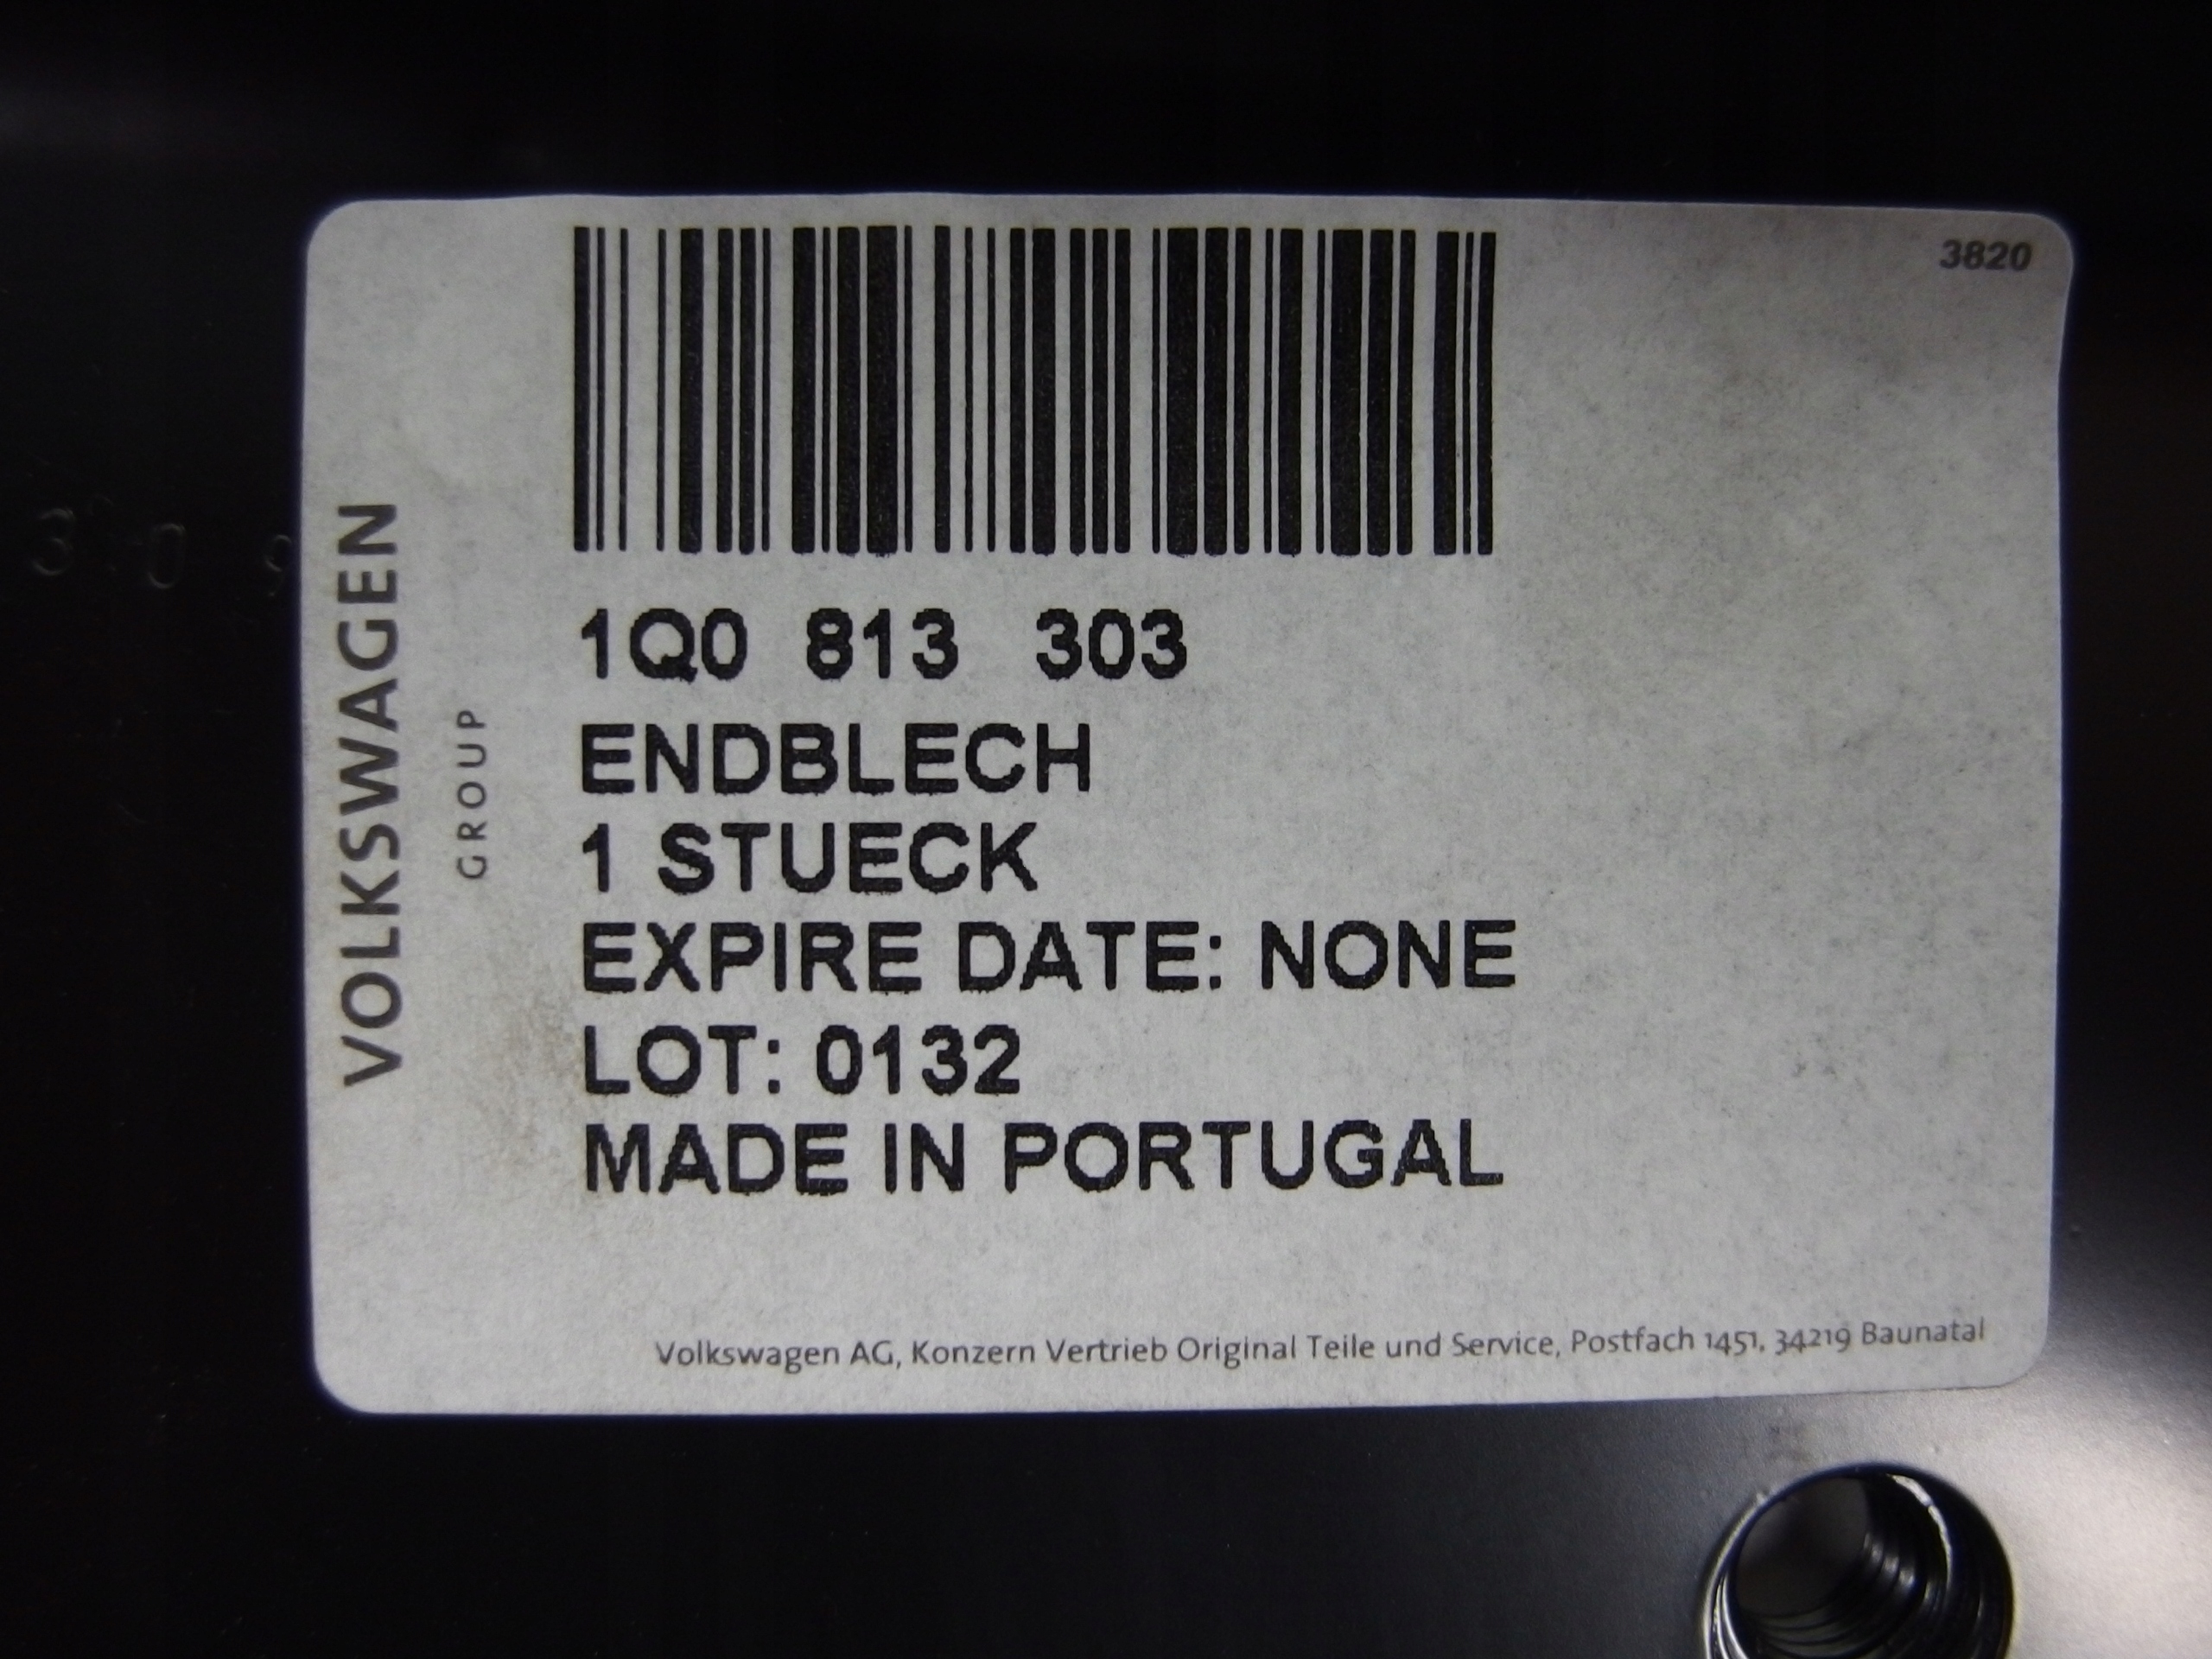 3820
VOLKSWAGEN
GROUP
1Q0 813 303
ENDBLECH
1 STUECK
EXPIRE DATE: NONE
LOT: 0132
MADE IN PORTUGAL
Volkswagen AG, Konzern Vertrieb Original Teile und Service, Postfach 1451, 34219 Baunatal